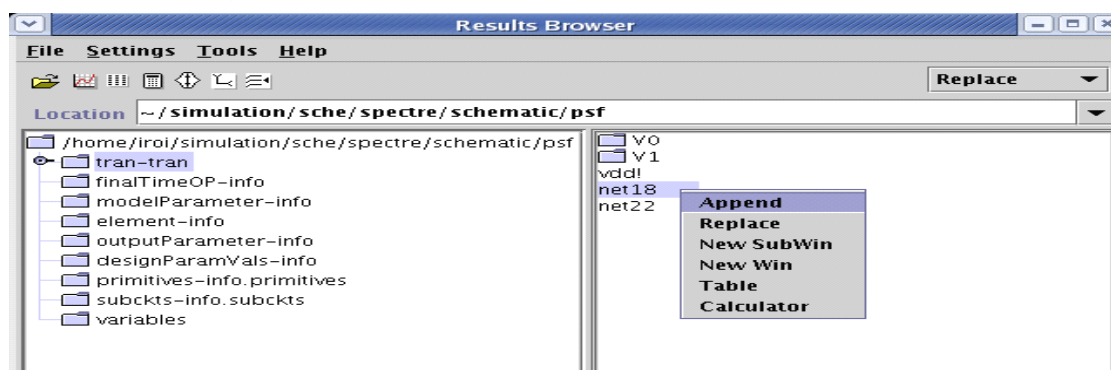 Results Browser
File Settings Tools Help
Replace
Location ~/simulation/sche/spectre/schematic/psf
/home/iroi/simulation/sche/spectre/schematic/psf
tran-tran
finalTimeOP-info
modelParameter-info
element-info
outputParameter-info
designParamVals-info
primitives-info.primitives
subckts-info.subckts
variables
V0
V1
vdd!
net18
net22
Append
Replace
New SubWin
New Win
Table
Calculator